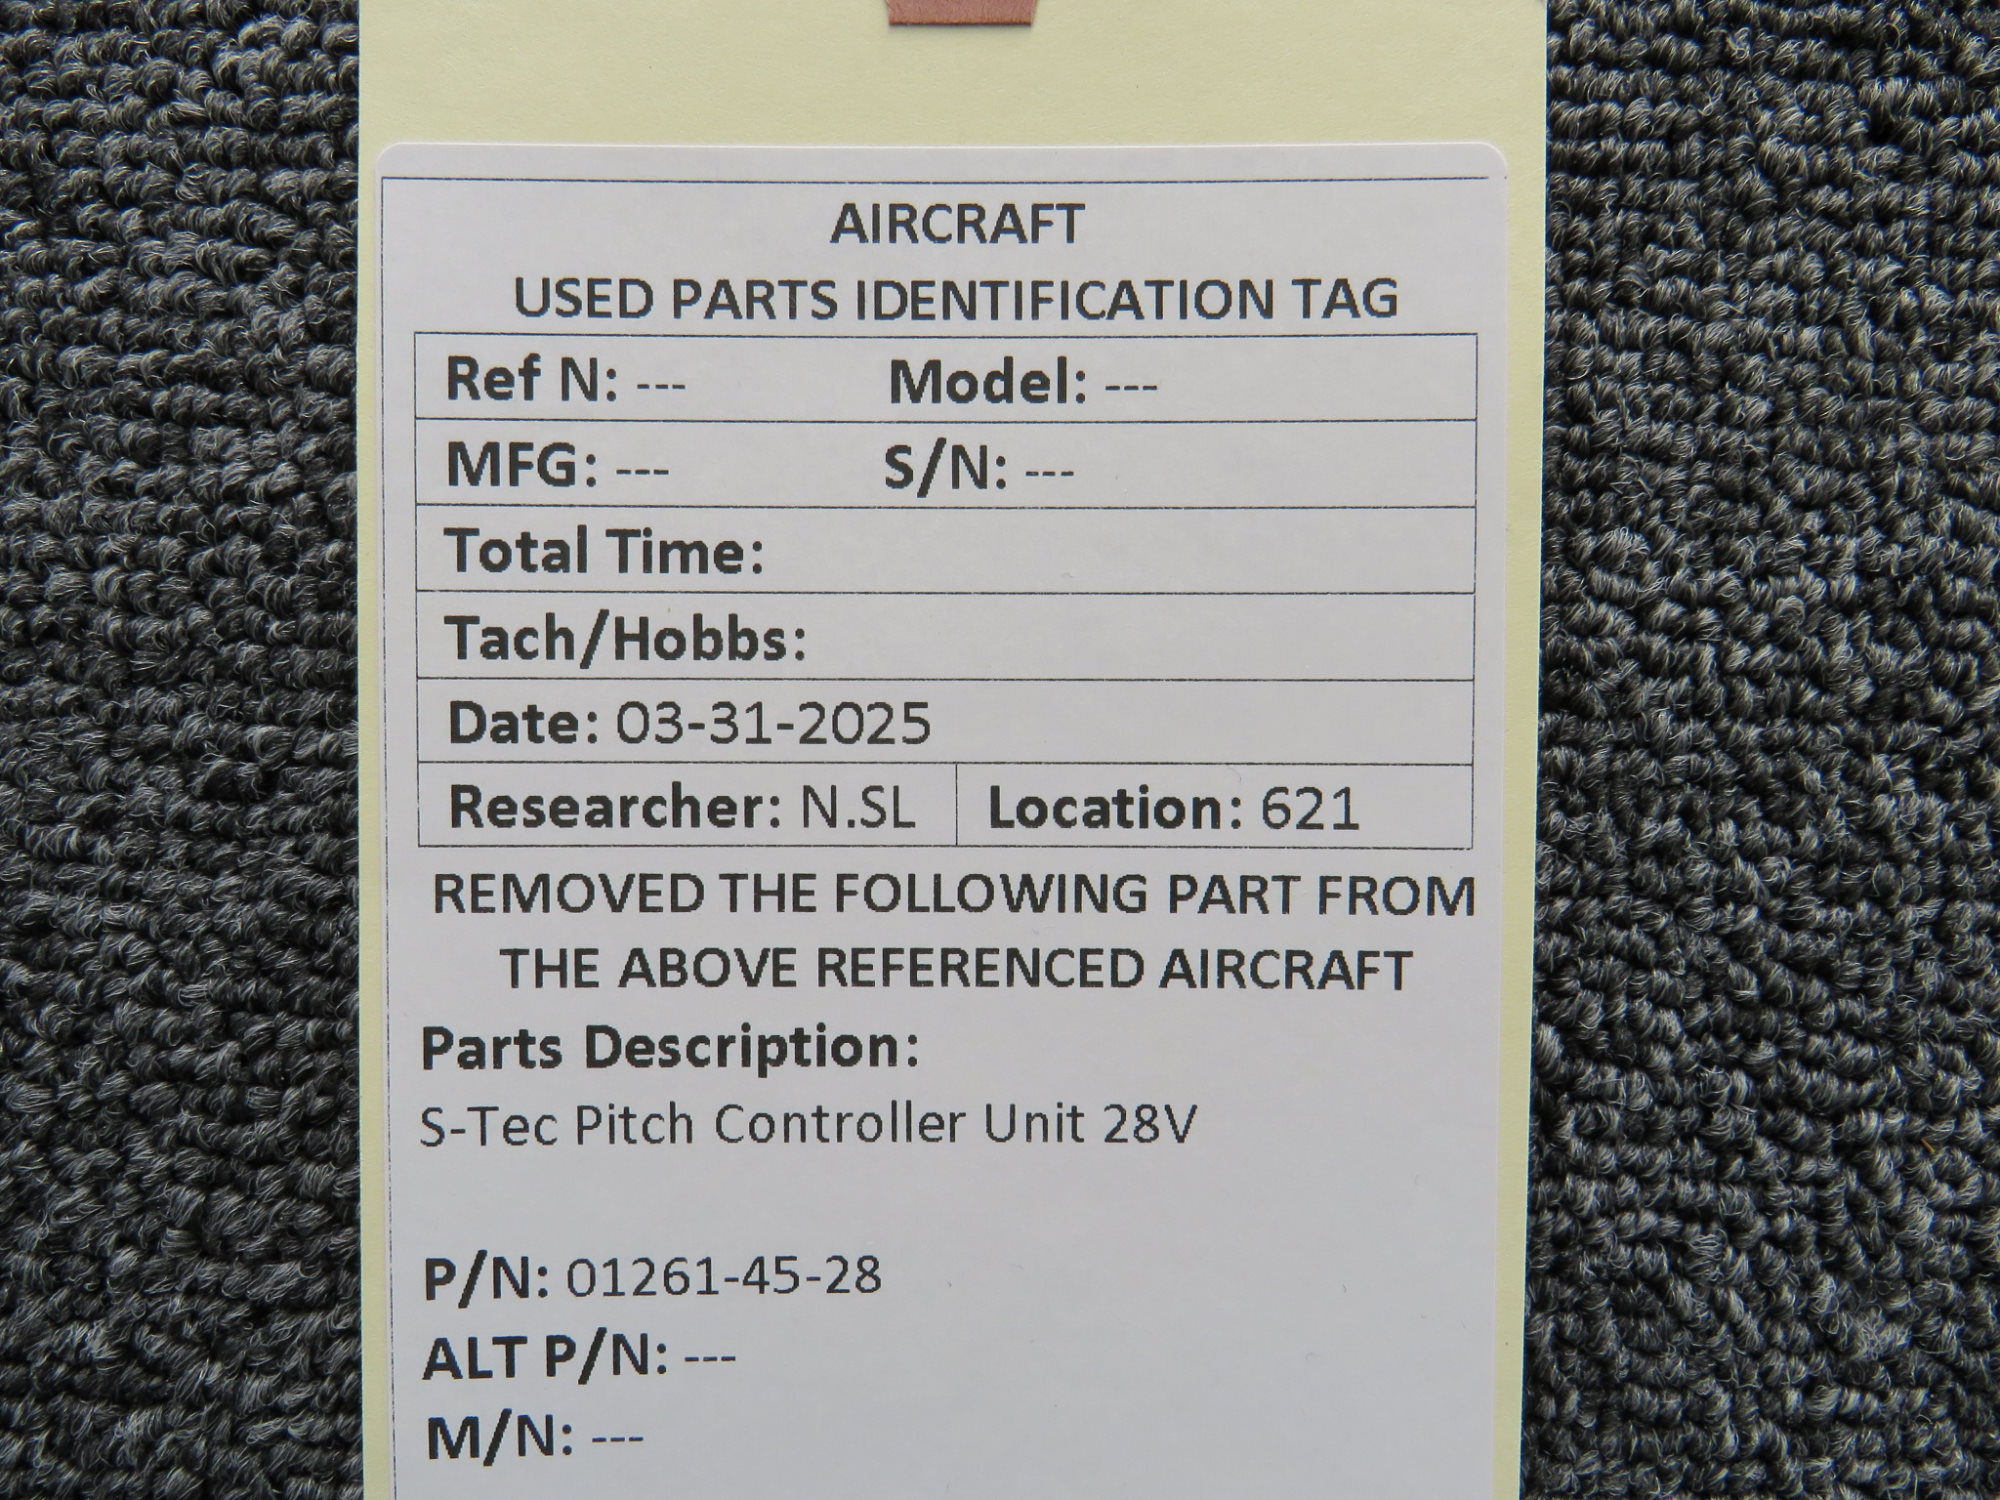 AIRCRAFT
USED PARTS IDENTIFICATION TAG
Ref N: --- Model: ---
MFG: --- S/N: ---
Total Time:
Tach/Hobbs:
Date: 03-31-2025
Researcher: N.SL Location: 621
REMOVED THE FOLLOWING PART FROM
THE ABOVE REFERENCED AIRCRAFT
Parts Description:
S-Tec Pitch Controller Unit 28V
P/N: 01261-45-28
ALT P/N: ---
M/N: ---